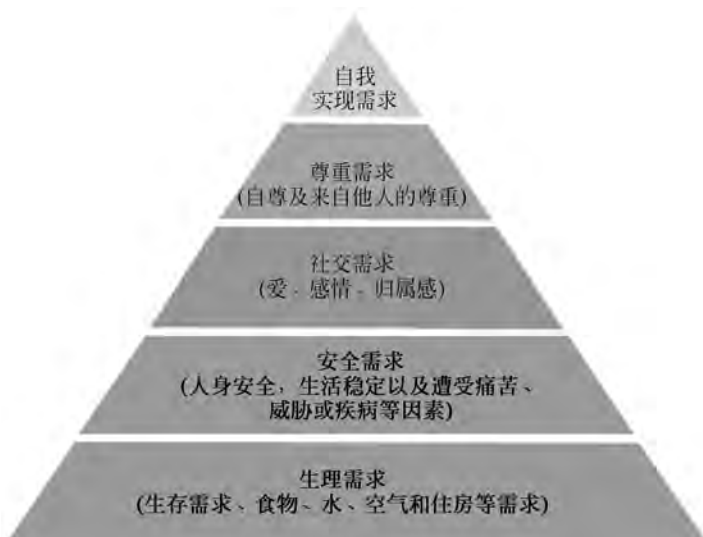 自我
实现需求
尊重需求
(自尊及来自他人的尊重)
社交需求
(爱、感情、归属感)
安全需求
(人身安全，生活稳定以及遭受痛苦、
威胁或疾病等因素)
生理需求
(生存需求、食物、水、空气和住房等需求)